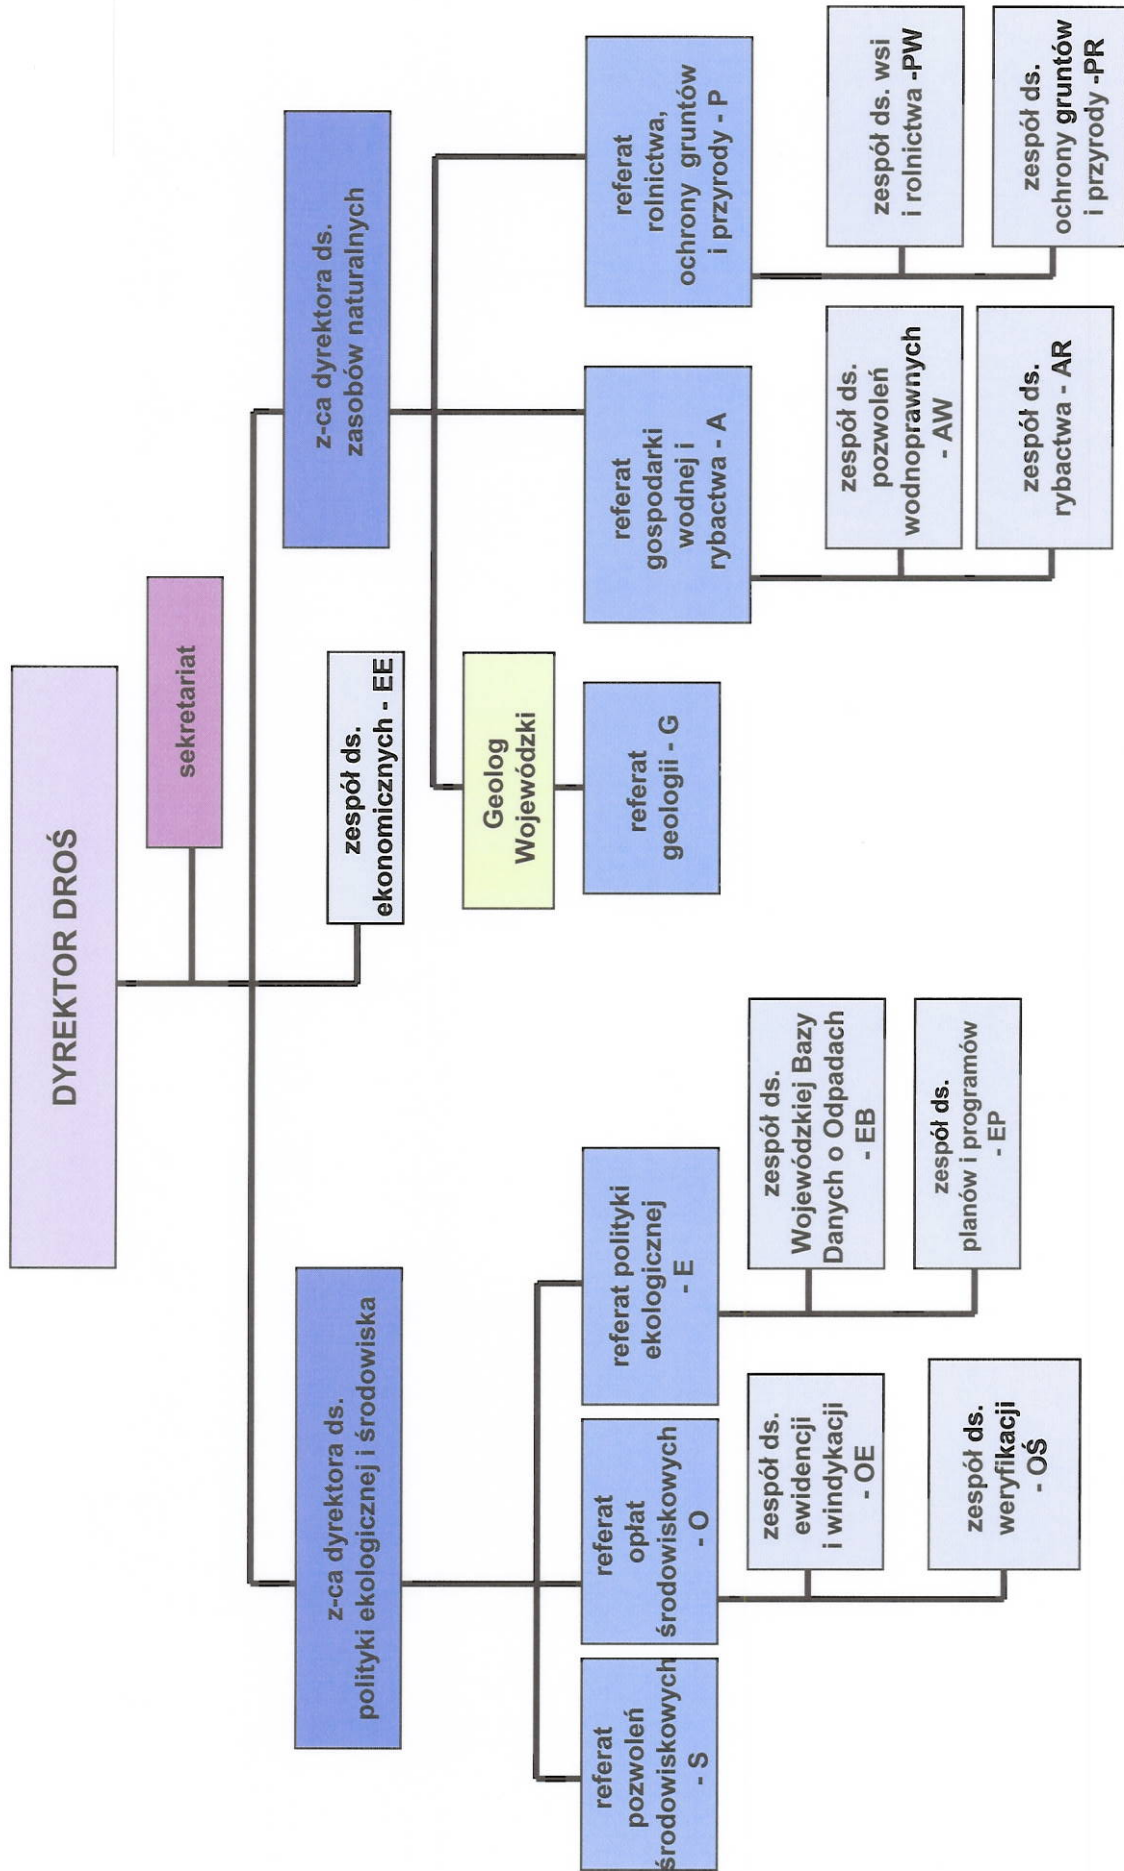 DYREKTOR DROŚ
sekretariat
z-ca dyrektora ds.
polityki ekologicznej i środowiska
zespół ds.
ekonomicznych - EE
z-ca dyrektora ds.
zasobów naturalnych
Geolog
Wojewódzki
referat
pozwoleń
środowiskowych
- S
referat
opłat
środowiskowych
- O
referat polityki
ekologicznej
- E
referat
geologii - G
referat
gospodarki
wodnej i
rybactwa - A
referat
rolnictwa,
ochrony gruntów
i przyrody - P
zespół ds.
ewidencji
i windykacji
- OE
zespół ds.
weryfikacji
- OŚ
zespół ds.
Wojewódzkiej Bazy
Danych o Odpadach
- EB
zespół ds.
planów i programów
- EP
zespół ds.
pozwoleń
wodnoprawnych
- AW
zespół ds.
rybactwa - AR
zespół ds. wsi
i rolnictwa -PW
zespół ds.
ochrony gruntów
i przyrody -PR